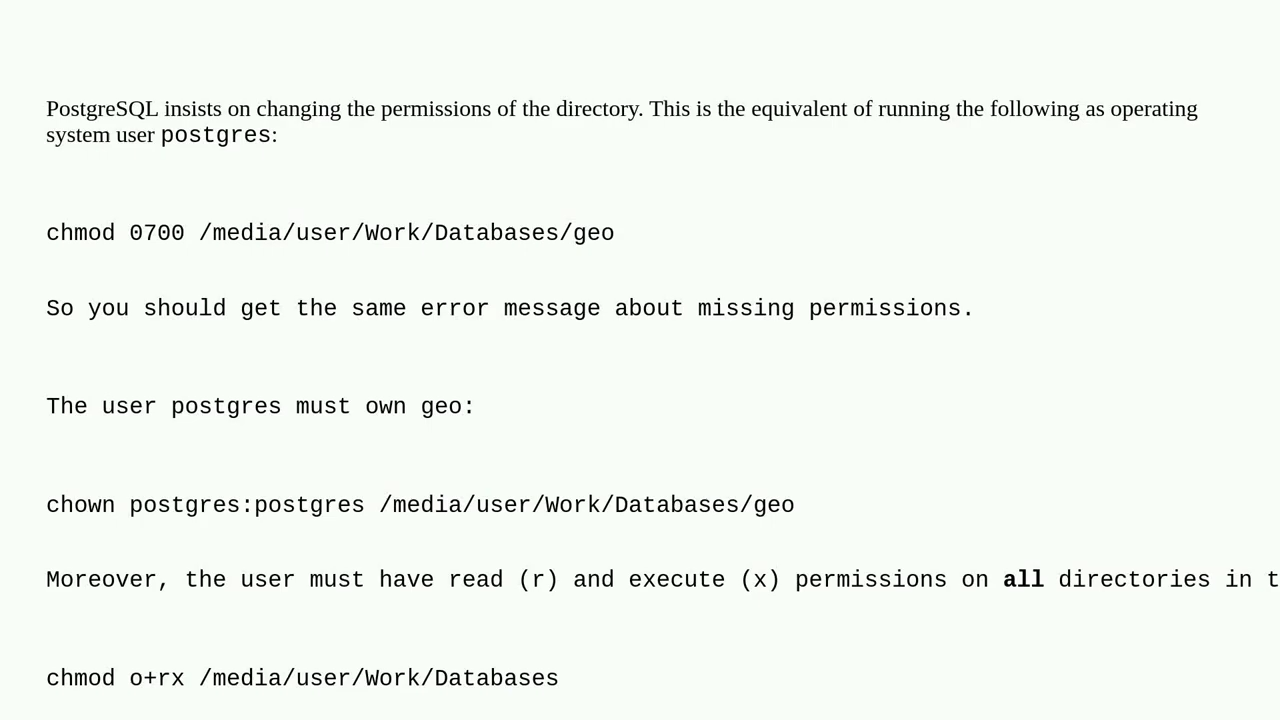 PostgreSQL insists on changing the permissions of the directory. This is the equivalent of running the following as operating
system user postgres:
chmod 0700 /media/user/Work/Databases/geo
So you should get the same error message about missing permissions.
The user postgres must own geo:
chown postgres:postgres /media/user/Work/Databases/geo
Moreover, the user must have read (r) and execute (x) permissions on all directories in
chmod o+rx /media/user/Work/Databases